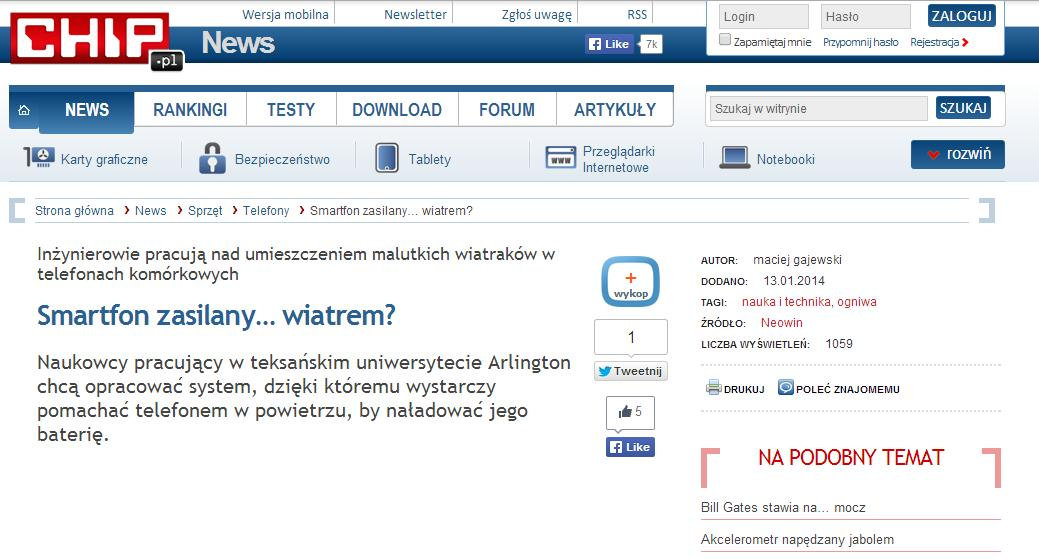 Wersja mobilna
Newsletter
Zgłoś uwagę
RSS
CHIP.pl
News
Like
7k
Login
Hasło
ZALOGUJ
Zapamiętaj mnie
Przypomnij hasło
Rejestracja
NEWS
RANKINGI
TESTY
DOWNLOAD
FORUM
ARTYKUŁY
Szukaj w witrynie
SZUKAJ
Karty graficzne
Bezpieczeństwo
Tablety
WWW
Przeglądarki
Internetowe
Notebooki
rozwiń
Strona główna
News
Sprzęt
Telefony
Smartfon zasilany... wiatrem?
Inżynierowie pracują nad umieszczeniem malutkich wiatraków w
telefonach komórkowych
Smartfon zasilany... wiatrem?
Naukowcy pracujący w teksańskim uniwersytecie Arlington
chcą opracować system, dzięki któremu wystarczy
pomachać telefonem w powietrzu, by naładować jego
baterię.
+
wykop
1
Tweetnij
5
Like
AUTOR: maciej gajewski
DODANO: 13.01.2014
TAGI: nauka i technika, ogniwa
ŹRÓDŁO: Neowin
LICZBA WYŚWIETLEŃ: 1059
DRUKUJ
POLEĆ ZNAJOMEMU
NA PODOBNY TEMAT
Bill Gates stawia na... mocz
Akcelerometr napędzany jabolem